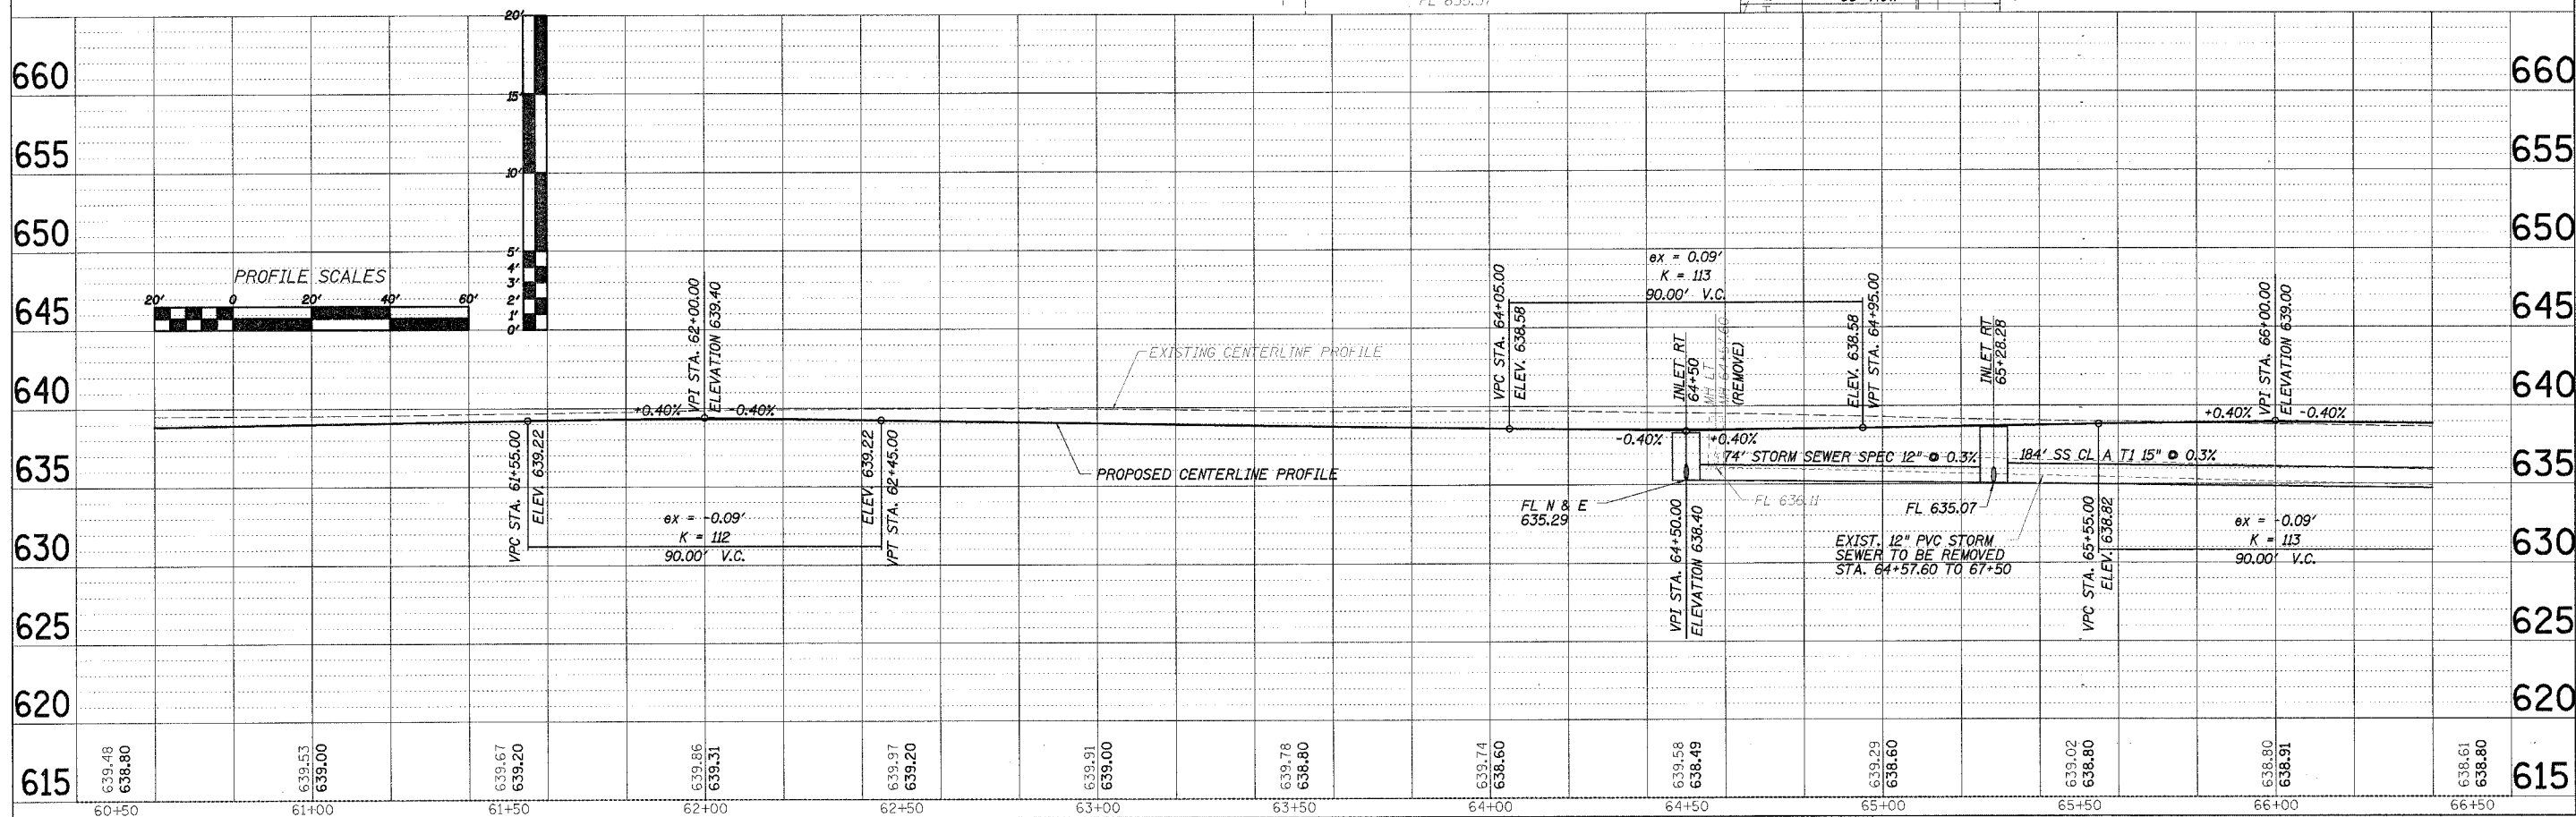 660
655
650
645
640
635
630
625
620
615
660
655
650
645
640
635
630
625
620
615
PROFILE SCALES
20' 0 20' 40' 60'
20'
15'
10'
5'
4'
3'
2'
1'
0'
VPI STA. 62+00.00
ELEVATION 639.40
+0.40% -0.40%
VPC STA. 61+55.00
ELEV. 639.22
ELEV. 639.22
VPT STA. 62+45.00
ex = -0.09'
K = 112
90.00' V.C.
EXISTING CENTERLINE PROFILE
PROPOSED CENTERLINE PROFILE
VPC STA. 64+05.00
ELEV. 638.58
ex = 0.09'
K = 113
90.00' V.C.
INLET RT
64+50
MH LT
(REMOVE)
ELEV. 638.58
VPT STA. 64+95.00
-0.40% +0.40%
74' STORM SEWER SPEC 12" @ 0.3%
FL N & E
635.29
FL 636.11
VPI STA. 64+50.00
ELEVATION 638.40
INLET RT
65+28.28
FL 635.07
184' SS CL A T1 15" @ 0.3%
EXIST. 12" PVC STORM
SEWER TO BE REMOVED
STA. 64+57.60 TO 67+50
VPC STA. 65+55.00
ELEV. 638.82
VPI STA. 66+00.00
ELEVATION 639.00
+0.40% -0.40%
ex = -0.09'
K = 113
90.00' V.C.
639.48
638.80
639.53
639.00
639.67
639.20
639.86
639.31
639.97
639.20
639.91
639.00
639.78
638.80
639.74
638.60
639.58
638.49
639.29
638.60
639.02
638.80
638.80
638.91
638.61
638.80
60+50 61+00 61+50 62+00 62+50 63+00 63+50 64+00 64+50 65+00 65+50 66+00 66+50